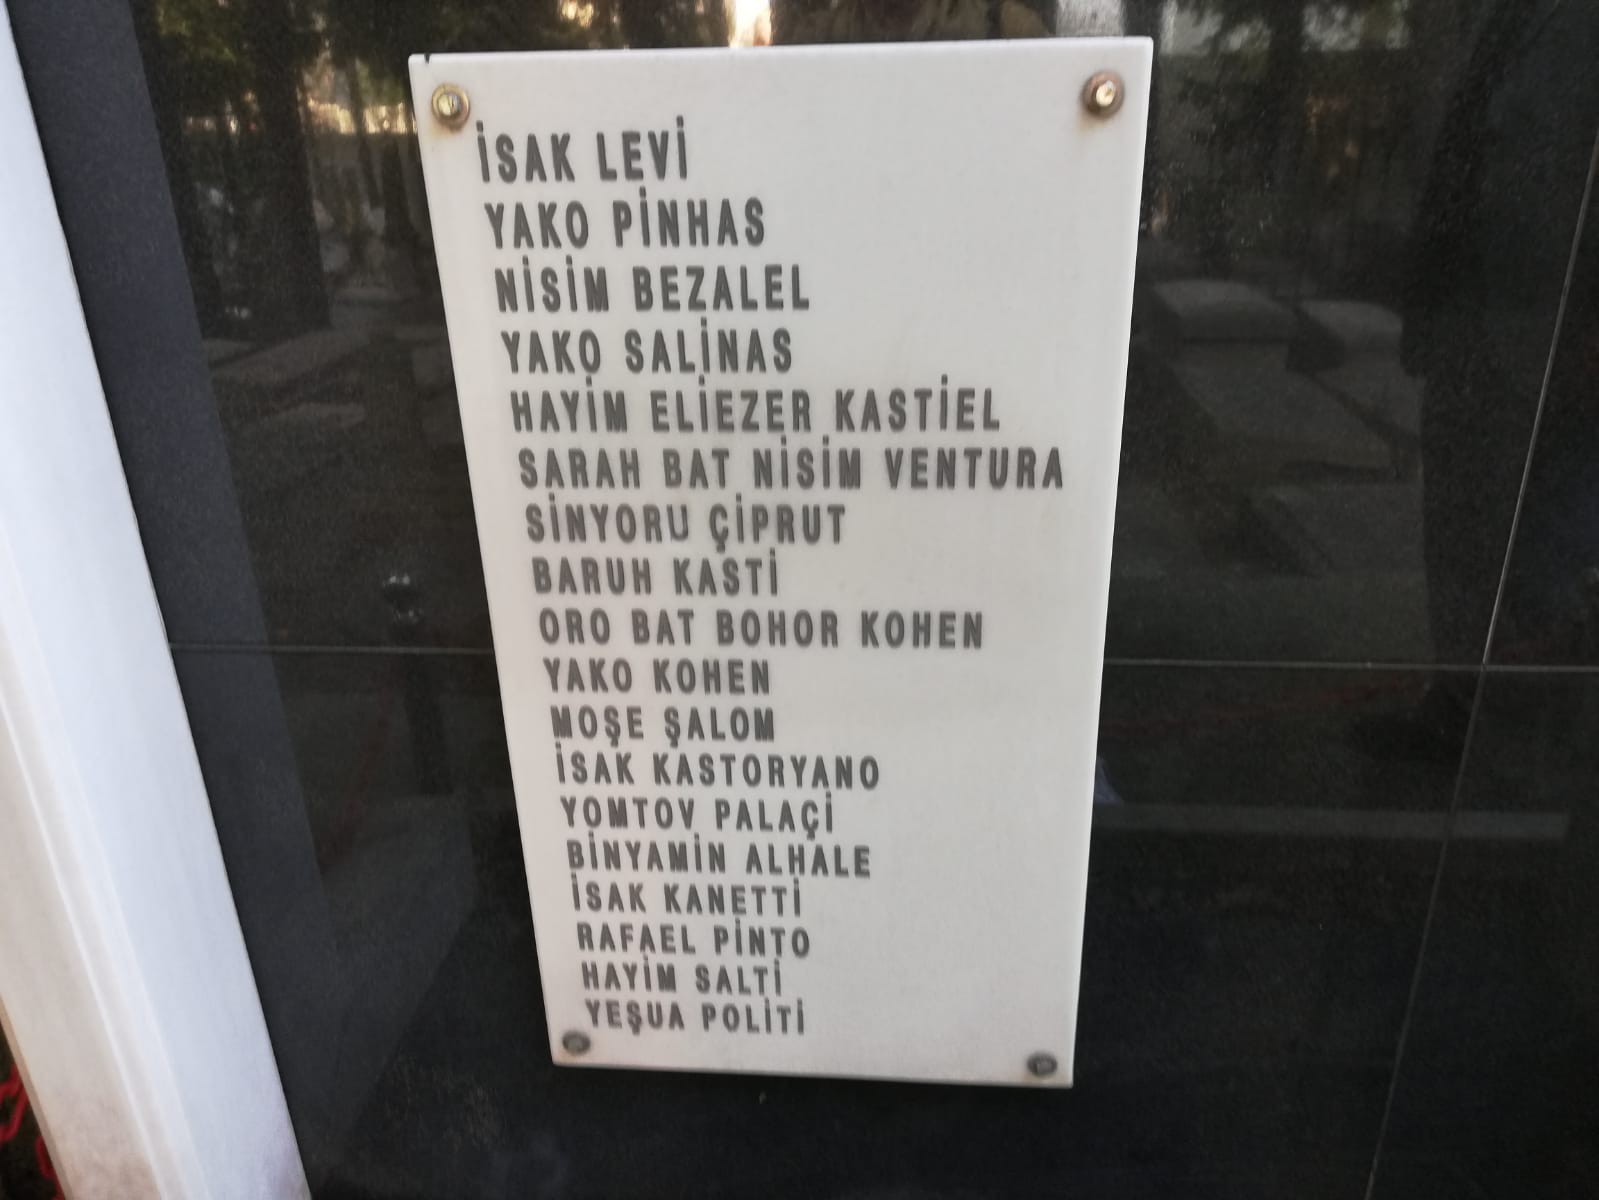 İSAK LEVİ
YAKO PİNHAS
NİSİM BEZALEL
YAKO SALİNAS
HAYİM ELİEZER KASTİEL
SARAH BAT NİSİM VENTURA
SİNYORU ÇİPRUT
BARUH KASTİ
ORO BAT BOHOR KOHEN
YAKO KOHEN
MOŞE ŞALOM
İSAK KASTORYANO
YOMTOV PALAÇİ
BİNYAMİN ALHALE
İSAK KANETTİ
RAFAEL PİNTO
HAYİM SALTİ
YEŞUA POLİTİ